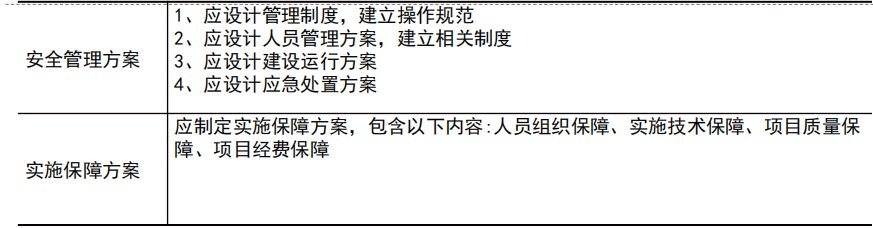 安全管理方案
1、应设计管理制度，建立操作规范
2、应设计人员管理方案，建立相关制度
3、应设计建设运行方案
4、应设计应急处置方案
实施保障方案
应制定实施保障方案，包含以下内容:人员组织保障、实施技术保障、项目质量保
障、项目经费保障